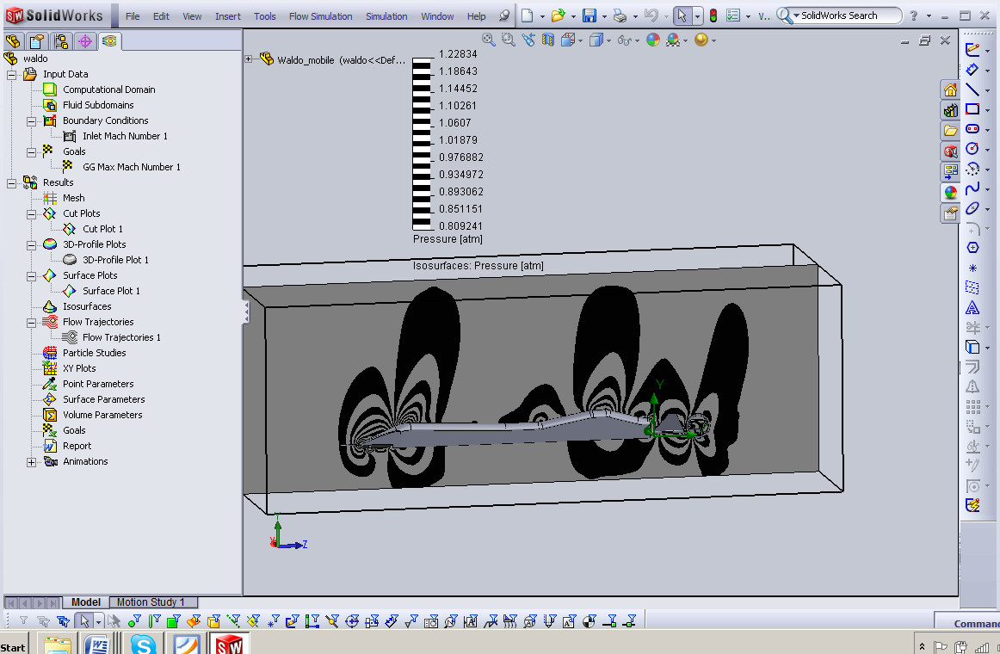 SolidWorks File Edit View Insert Tools Flow Simulation Simulation Window Help V.. SolidWorks Search ?
waldo
Input Data
Computational Domain
Fluid Subdomains
Boundary Conditions
Inlet Mach Number 1
Goals
GG Max Mach Number 1
Results
Mesh
Cut Plots
Cut Plot 1
3D-Profile Plots
3D-Profile Plot 1
Surface Plots
Surface Plot 1
Isosurfaces
Flow Trajectories
Flow Trajectories 1
Particle Studies
XY Plots
Point Parameters
Surface Parameters
Volume Parameters
Goals
Report
Animations
Waldo_mobile (waldo<<Def...
1.22834
1.18643
1.14452
1.10261
1.0607
1.01879
0.976882
0.934972
0.893062
0.851151
0.809241
Pressure [atm]
Isosurfaces: Pressure [atm]
Y
Y
X
Z
Model Motion Study 1
Command
Start